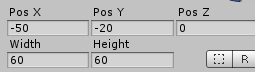 Pos X Pos Y Pos Z
-50 -20 0
Width Height
60 60 R